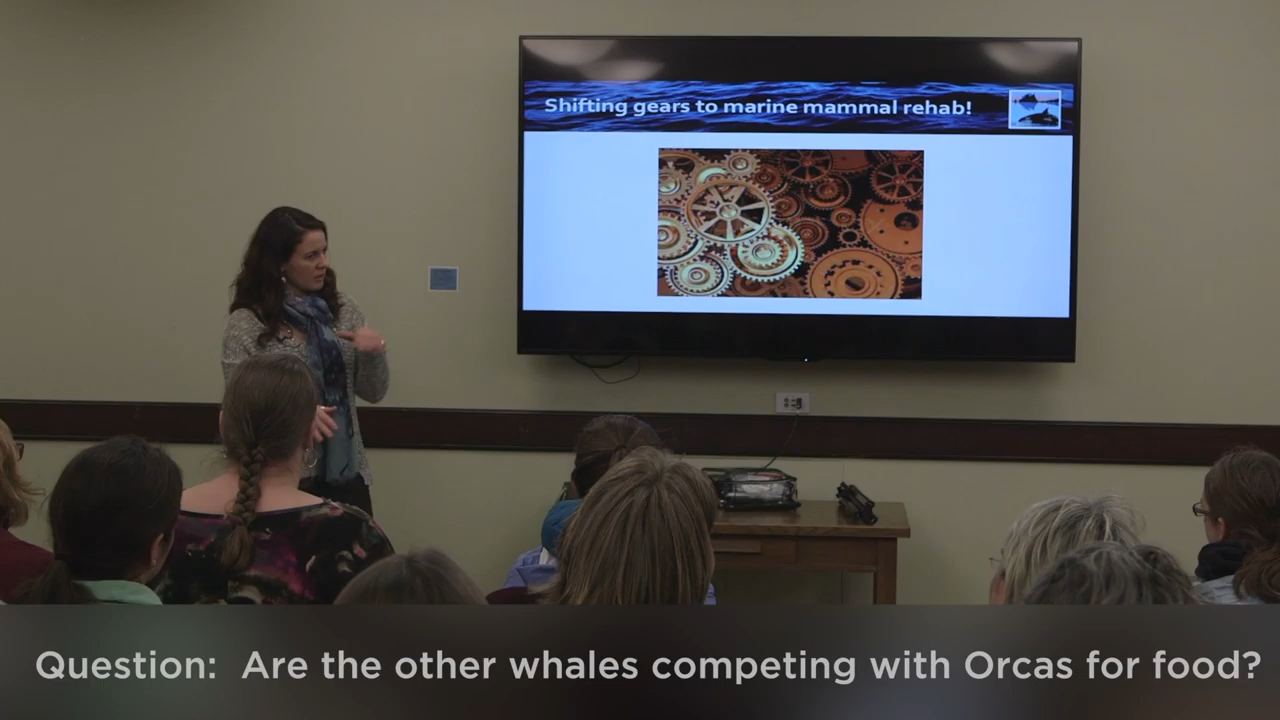 Shifting gears to marine mammal rehab!
Question: Are the other whales competing with Orcas for food?